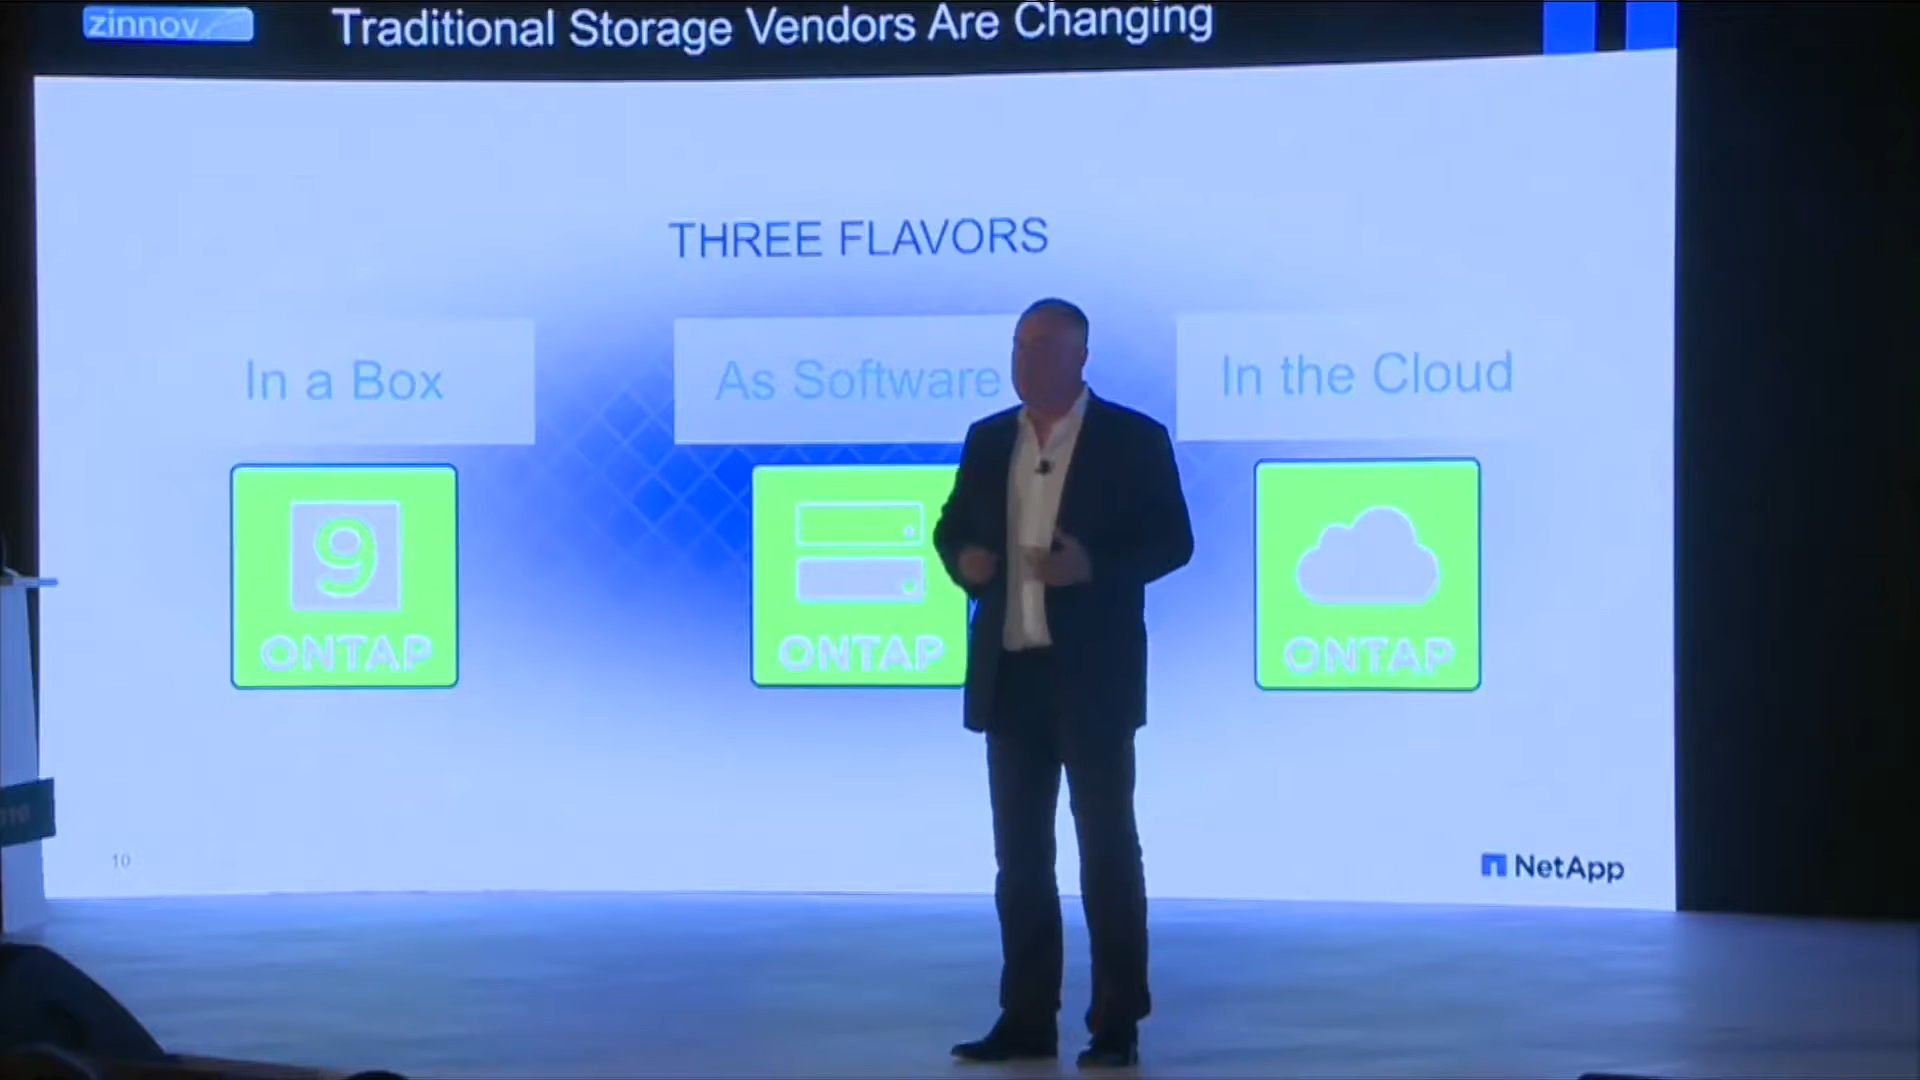 zinnov
Traditional Storage Vendors Are Changing
THREE FLAVORS
In a Box
As Software
In the Cloud
9
ONTAP
ONTAP
ONTAP
10
NetApp